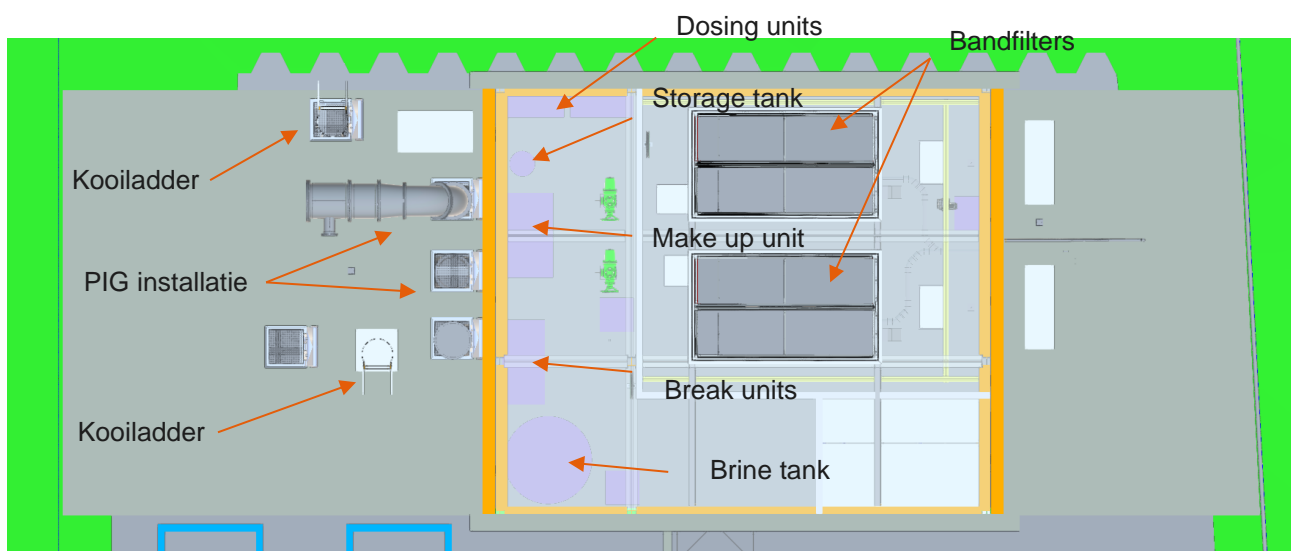 Dosing units
Bandfilters
Storage tank
Kooiladder
Make up unit
PIG installatie
Break units
Kooiladder
Brine tank